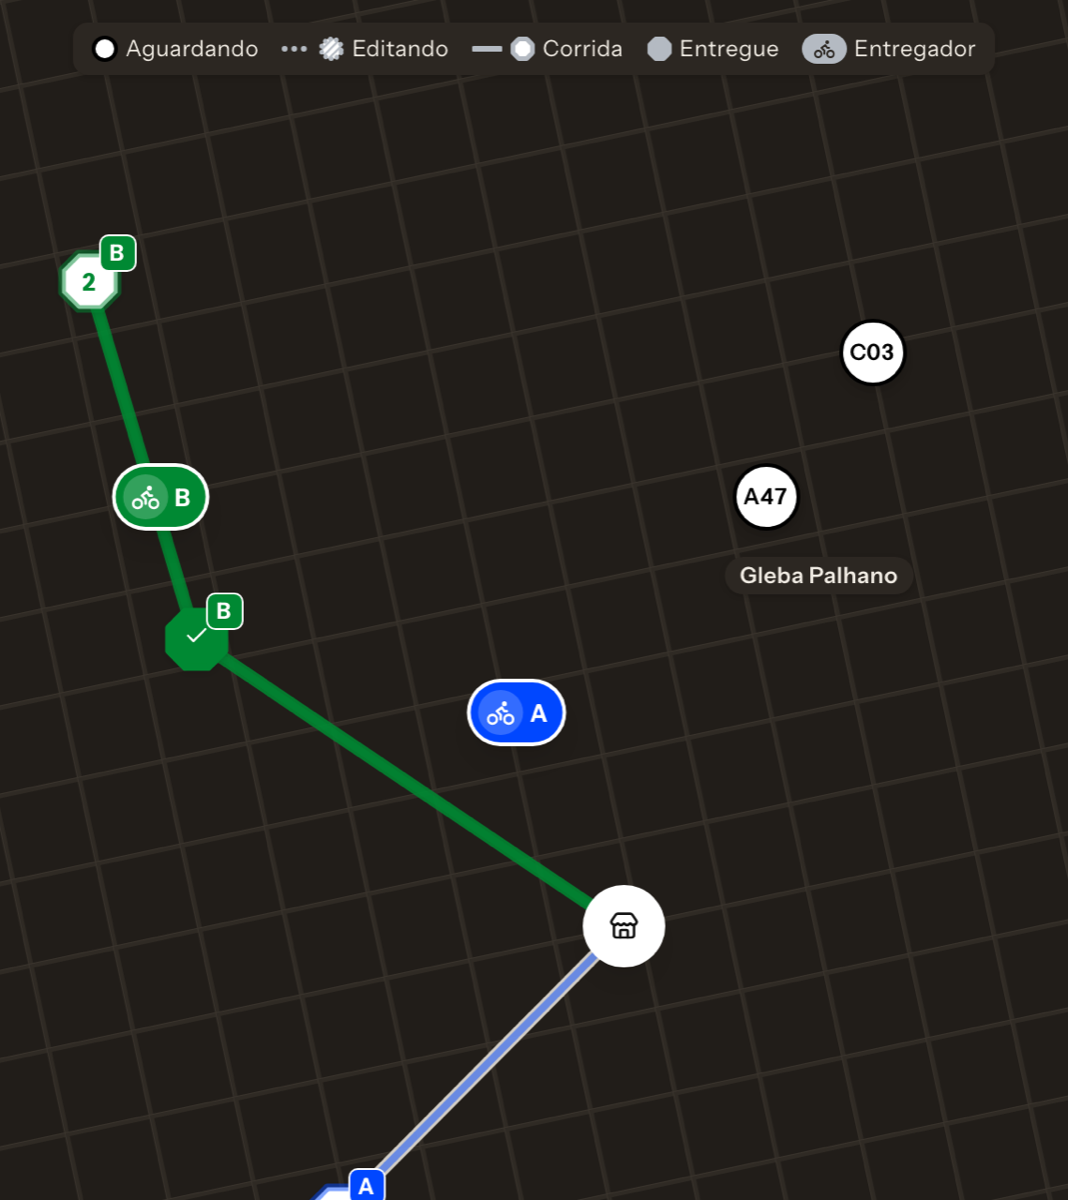 Aguardando
Editando
Corrida
Entregue
Entregador
B
2
C03
B
A47
Gleba Palhano
B
A
A